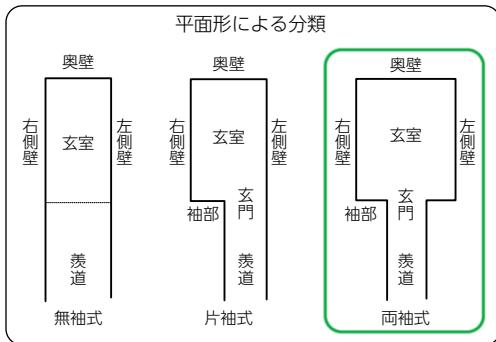 平面形による分類
奥壁
右側壁
玄室
左側壁
羨道
無袖式
奥壁
右側壁
玄室
左側壁
袖部
玄門
羨道
片袖式
奥壁
右側壁
玄室
左側壁
袖部
玄門
羨道
両袖式